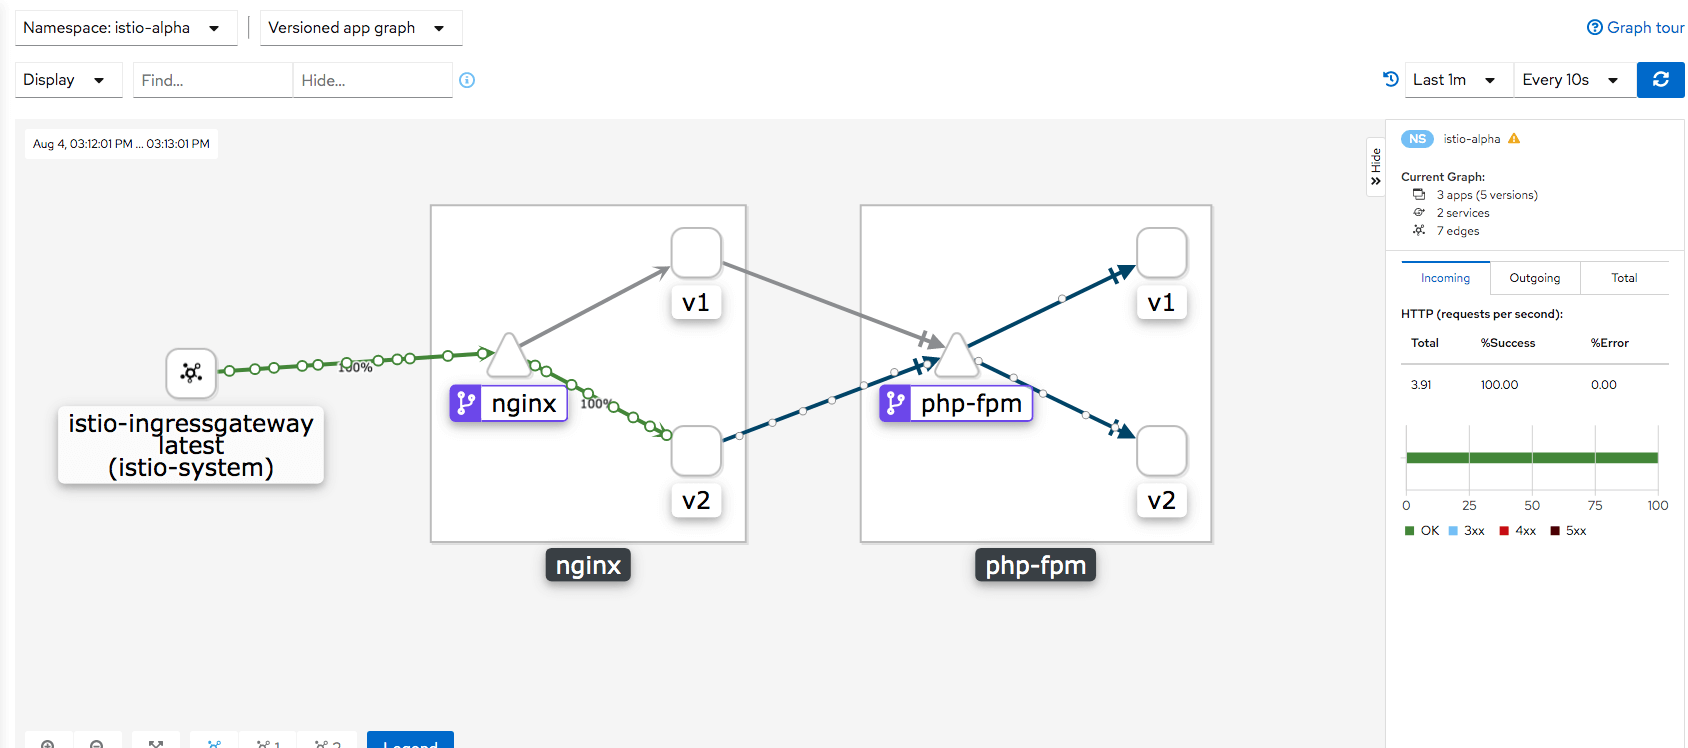 Namespace: istio-alpha
Versioned app graph
Graph tour
Display
Find...
Hide...
Last 1m
Every 10s
Aug 4, 03:12:01 PM ... 03:13:01 PM
Hide
NS istio-alpha
Current Graph:
3 apps (5 versions)
2 services
7 edges
Incoming
Outgoing
Total
HTTP (requests per second):
Total %Success %Error
3.91 100.00 0.00
0 25 50 75 100
OK 3xx 4xx 5xx
istio-ingressgateway
latest
(istio-system)
100%
nginx
100%
v1
v2
nginx
php-fpm
v1
v2
php-fpm
1
2
Legend